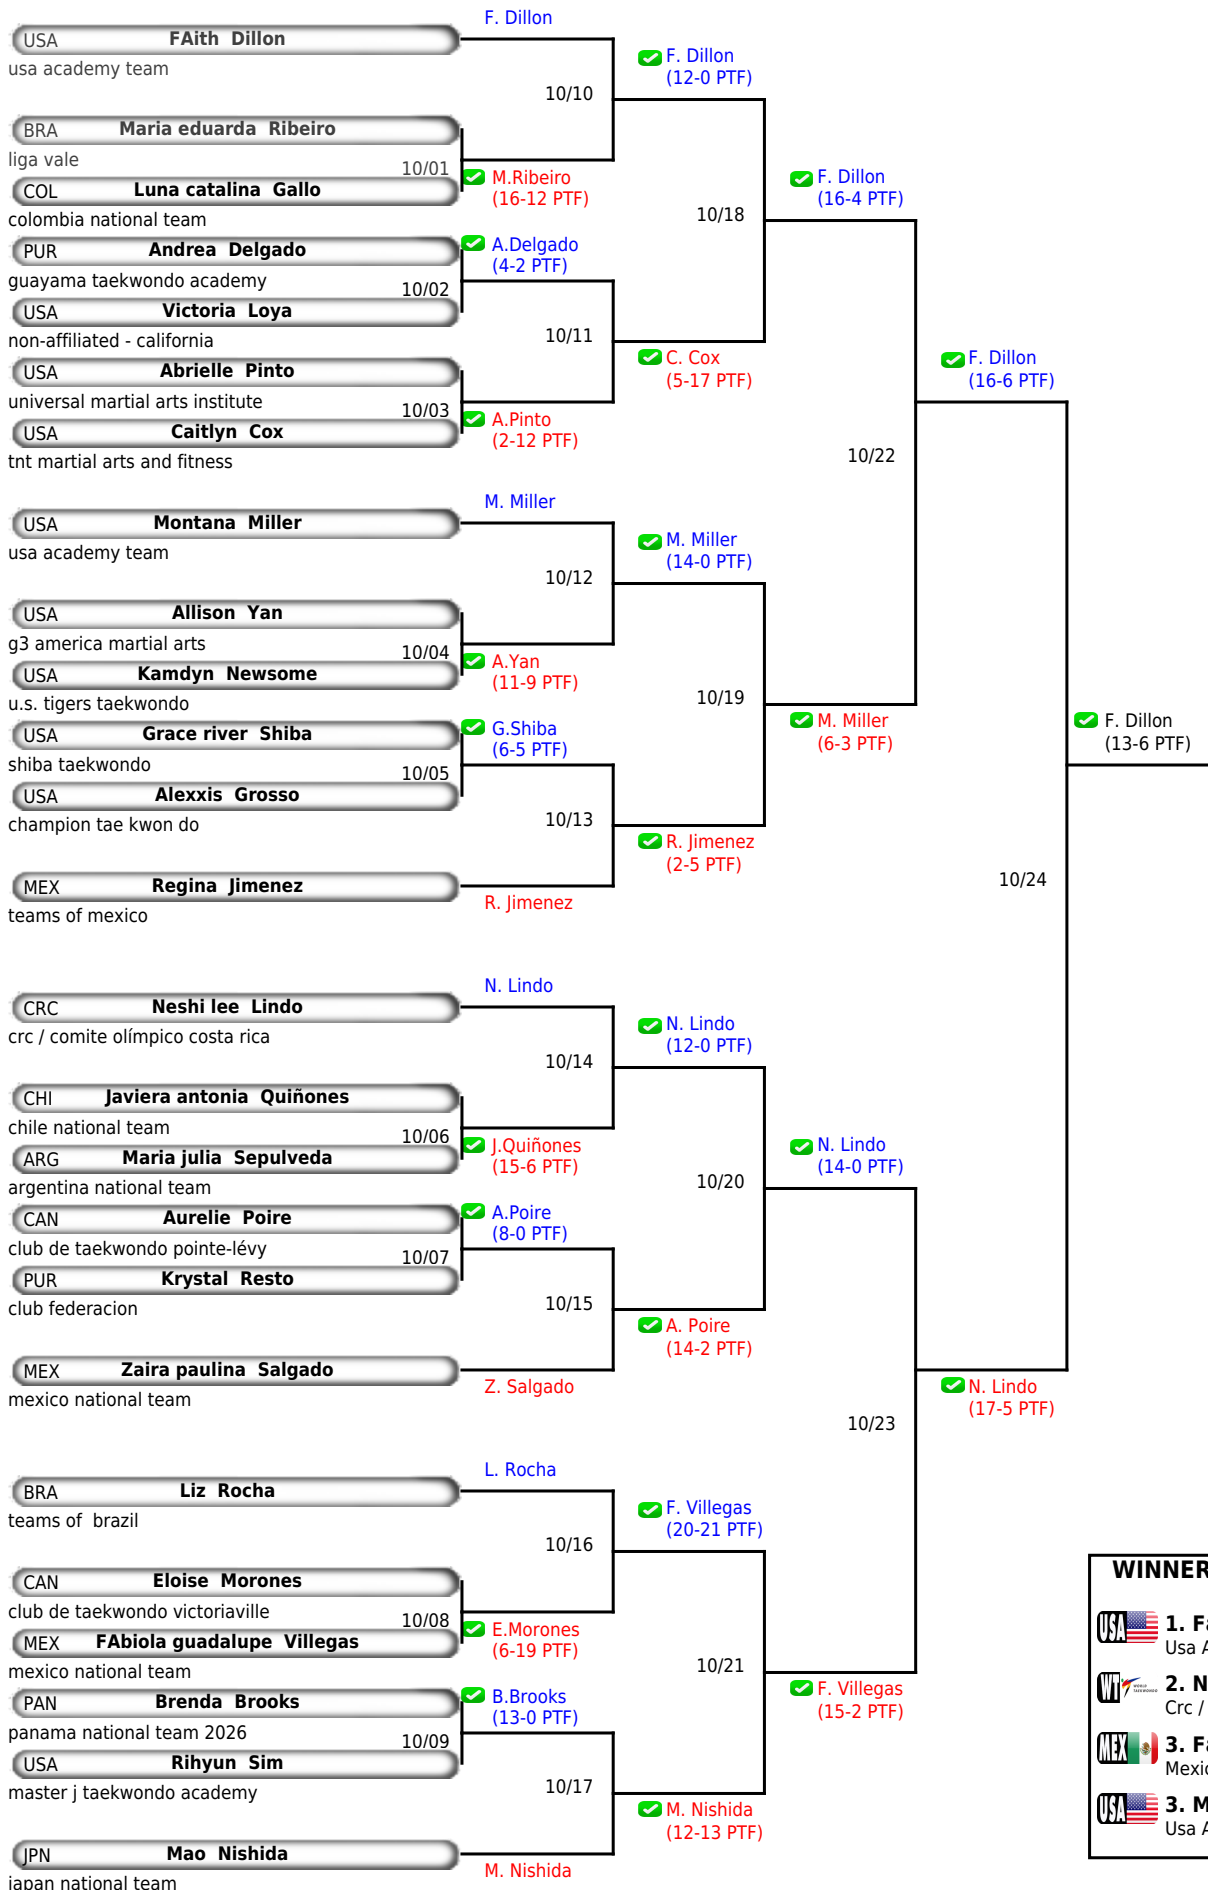 F. Dillon
USA FAith Dillon
usa academy team
F. Dillon
(12-0 PTF)
10/10
BRA Maria eduarda Ribeiro
liga vale
10/01
M.Ribeiro
(16-12 PTF)
COL Luna catalina Gallo
colombia national team
F. Dillon
(16-4 PTF)
10/18
PUR Andrea Delgado
A.Delgado
(4-2 PTF)
guayama taekwondo academy
10/02
USA Victoria Loya
non-affiliated - california
10/11
C. Cox
(5-17 PTF)
USA Abrielle Pinto
universal martial arts institute
10/03
A.Pinto
(2-12 PTF)
USA Caitlyn Cox
tnt martial arts and fitness
F. Dillon
(16-6 PTF)
10/22
M. Miller
USA Montana Miller
usa academy team
M. Miller
(14-0 PTF)
10/12
USA Allison Yan
g3 america martial arts
10/04
A.Yan
(11-9 PTF)
USA Kamdyn Newsome
u.s. tigers taekwondo
10/19
M. Miller
(6-3 PTF)
F. Dillon
(13-6 PTF)
USA Grace river Shiba
G.Shiba
(6-5 PTF)
shiba taekwondo
10/05
USA Alexxis Grosso
champion tae kwon do
10/13
R. Jimenez
(2-5 PTF)
MEX Regina Jimenez
teams of mexico
R. Jimenez
10/24
N. Lindo
CRC Neshi lee Lindo
crc / comite olímpico costa rica
N. Lindo
(12-0 PTF)
10/14
CHI Javiera antonia Quiñones
chile national team
10/06
J.Quiñones
(15-6 PTF)
ARG Maria julia Sepulveda
argentina national team
N. Lindo
(14-0 PTF)
10/20
CAN Aurelie Poire
A.Poire
(8-0 PTF)
club de taekwondo pointe-lévy
10/07
PUR Krystal Resto
club federacion
10/15
A. Poire
(14-2 PTF)
MEX Zaira paulina Salgado
mexico national team
Z. Salgado
N. Lindo
(17-5 PTF)
10/23
L. Rocha
BRA Liz Rocha
teams of brazil
F. Villegas
(20-21 PTF)
10/16
CAN Eloise Morones
club de taekwondo victoriaville
10/08
E.Morones
(6-19 PTF)
MEX FAbiola guadalupe Villegas
mexico national team
10/21
F. Villegas
(15-2 PTF)
PAN Brenda Brooks
B.Brooks
(13-0 PTF)
panama national team 2026
10/09
USA Rihyun Sim
master j taekwondo academy
10/17
M. Nishida
(12-13 PTF)
JPN Mao Nishida
japan national team
M. Nishida
WINNER
USA 1. Fa
Usa A
WT 2. N
Crc /
MEX 3. Fa
Mexic
USA 3. M
Usa A